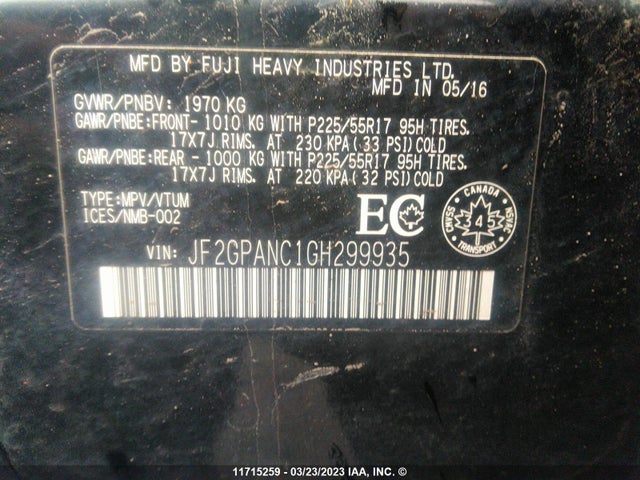 MFD BY FUJI HEAVY INDUSTRIES LTD.
MFD IN 05/16
GVWR/PNBV: 1970 KG
GAWR/PNBE:FRONT- 1010 KG WITH P225/55R17 95H TIRES.
17X7J RIMS. AT 230 KPA(33 PSI)COLD
GAWR/PNBE:REAR - 1000 KG WITH P225/55R17 95H TIRES.
17X7J RIMS. AT 220 KPA(32 PSI)COLD
TYPE:MPV/VTUM
ICES/NMB-002
EC
CANADA
CMVSS
4
NSVAC
TRANSPORT
VIN: JF2GPANC1GH299935
11715259 - 03/23/2023 IAA, INC. ©